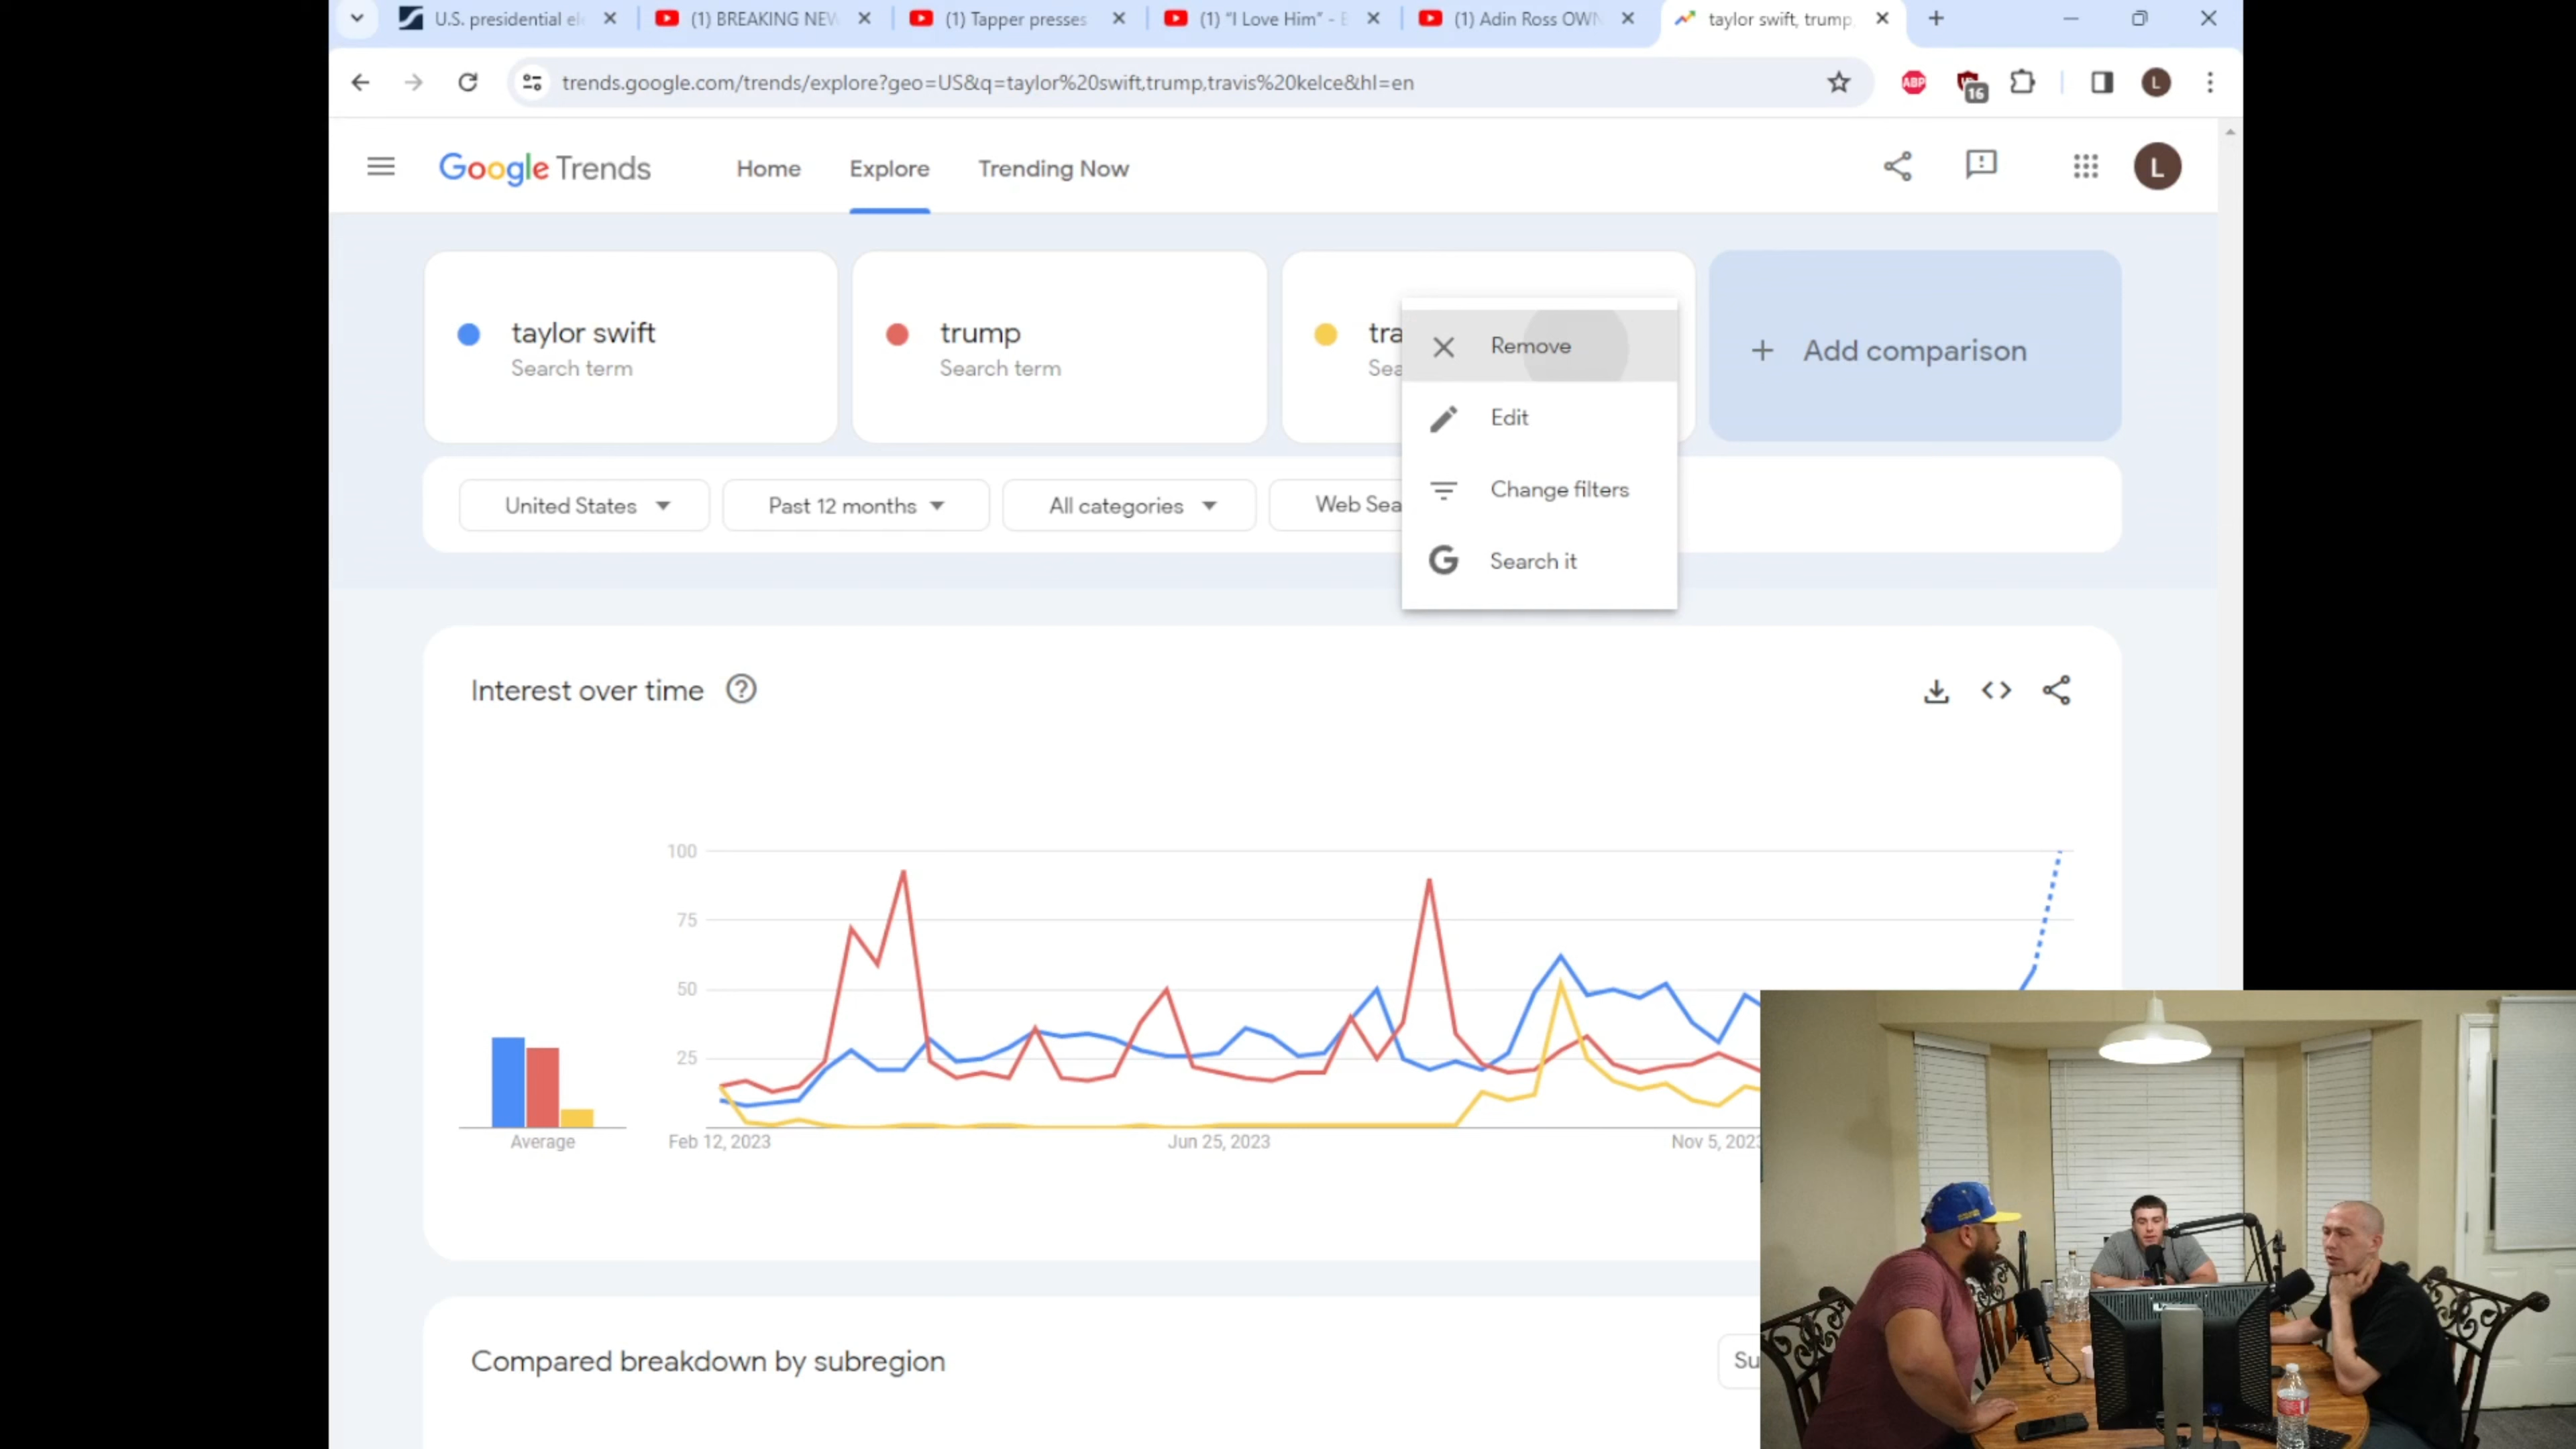 U.S. presidential el
(1) BREAKING NEW
(1) Tapper presses
(1) "I Love Him" - E
(1) Adin Ross OWN
taylor swift, trump,
trends.google.com/trends/explore?geo=US&q=taylor%20swift,trump,travis%20kelce&hl=en
ABP
16
L
Google Trends
Home
Explore
Trending Now
L
taylor swift
Search term
trump
Search term
tra
Sea
Remove
Edit
Change filters
Search it
+ Add comparison
United States
Past 12 months
All categories
Web Sea
Interest over time
100
75
50
25
Average
Feb 12, 2023
Jun 25, 2023
Nov 5, 2023
Compared breakdown by subregion
Su